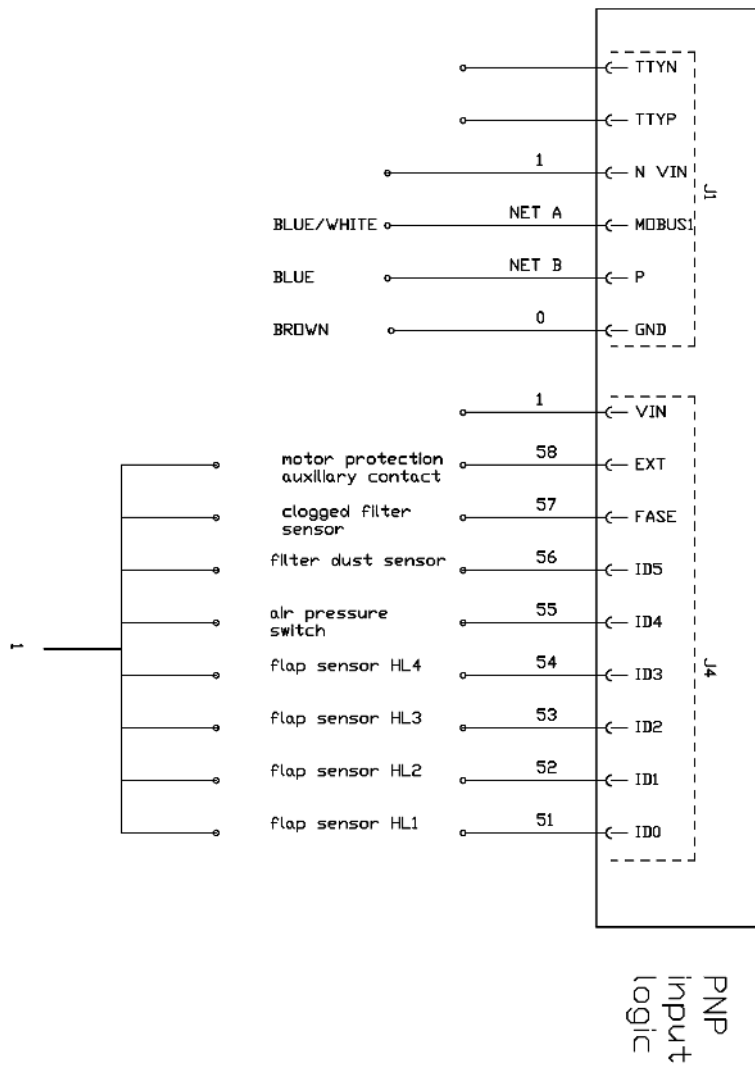 TTYN
TTYP
1
N VIN
J1
BLUE/WHITE
NET A
MOBUS1
BLUE
NET B
P
BROWN
0
GND
1
VIN
motor protection
auxiliary contact
58
EXT
clogged filter
sensor
57
FASE
filter dust sensor
56
ID5
air pressure
switch
55
ID4
1
flap sensor HL4
54
ID3
J4
flap sensor HL3
53
ID2
flap sensor HL2
52
ID1
flap sensor HL1
51
ID0
PNP
input
logic